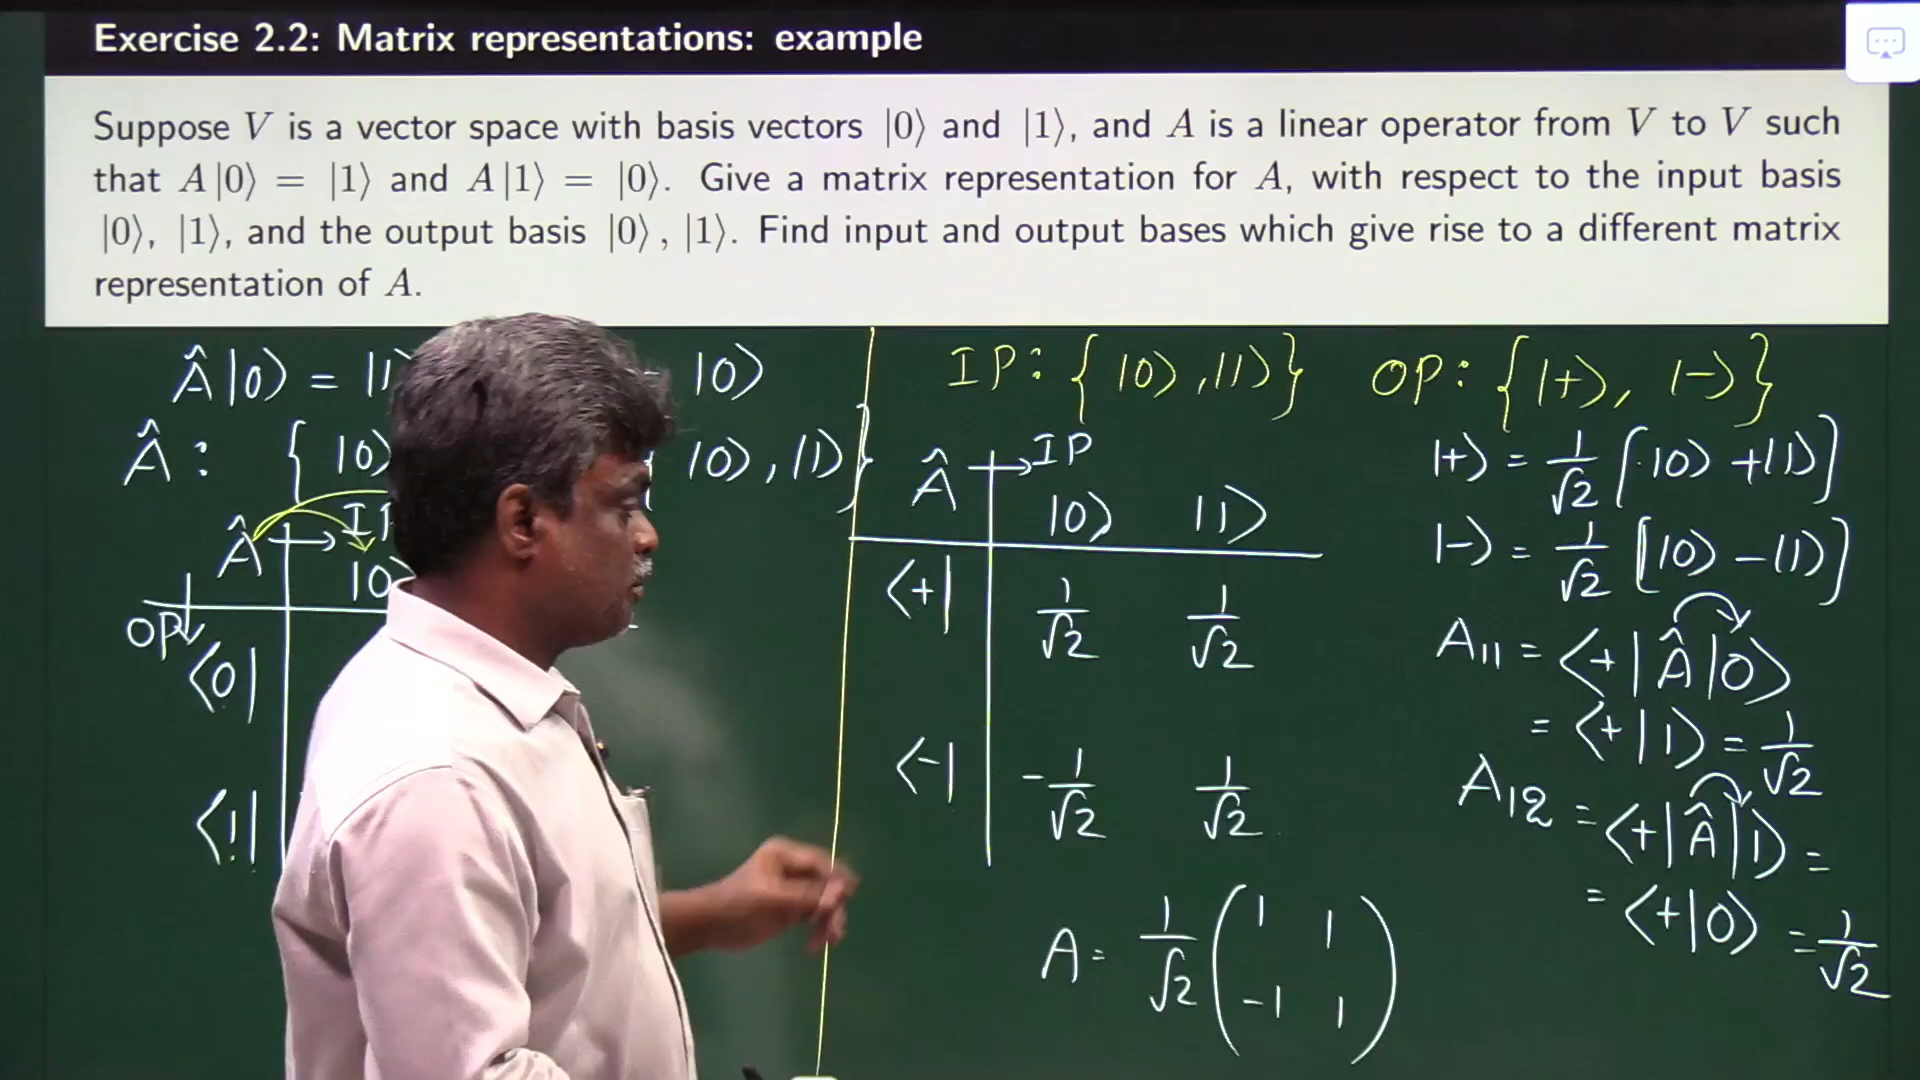 Exercise 2.2: Matrix representations: example
Suppose V is a vector space with basis vectors |0⟩ and |1⟩, and A is a linear operator from V to V such
that A|0⟩ = |1⟩ and A|1⟩ = |0⟩. Give a matrix representation for A, with respect to the input basis
|0⟩, |1⟩, and the output basis |0⟩, |1⟩. Find input and output bases which give rise to a different matrix
representation of A.
Â|0⟩ = |1⟩ |0⟩
Â : { |0⟩ { |0⟩, |1⟩}
Â → IP
|0⟩
OP ↓
⟨0|
⟨1|
IP: { |0⟩, |1⟩} OP: {|+⟩, |-⟩}
Â → IP
|0⟩ |1⟩
⟨+| 1/√2 1/√2
⟨-| -1/√2 1/√2
A = 1/√2 ( 1 1
-1 1 )
|+⟩ = 1/√2 [|0⟩ + |1⟩]
|-⟩ = 1/√2 [|0⟩ - |1⟩]
A11 = ⟨+|Â|0⟩
= ⟨+|1⟩ = 1/√2
A12 = ⟨+|Â|1⟩ =
= ⟨+|0⟩ = 1/√2